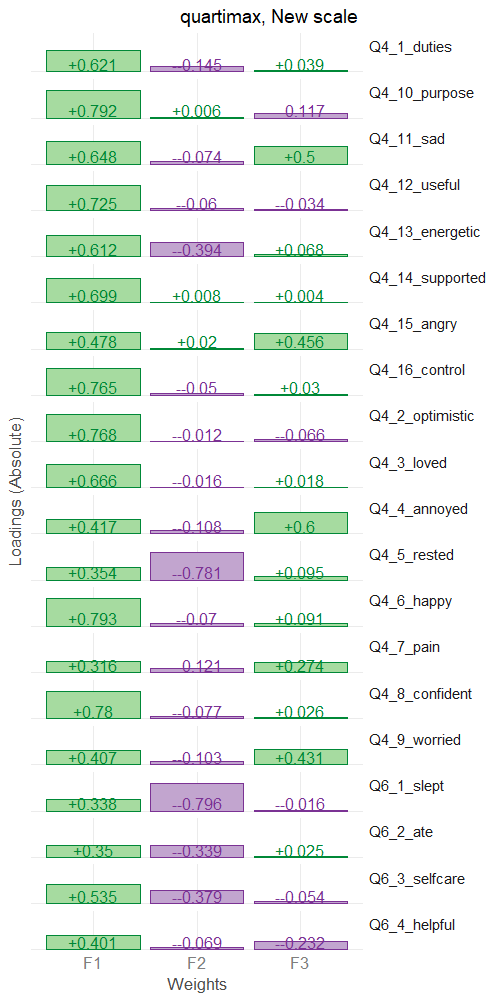 quartimax, New scale
+0.621 --0.145 +0.039 Q4_1_duties
+0.792 +0.006 --0.117 Q4_10_purpose
+0.648 --0.074 +0.5 Q4_11_sad
+0.725 --0.06 --0.034 Q4_12_useful
+0.612 --0.394 +0.068 Q4_13_energetic
+0.699 +0.008 +0.004 Q4_14_supported
+0.478 +0.02 +0.456 Q4_15_angry
+0.765 --0.05 +0.03 Q4_16_control
+0.768 --0.012 --0.066 Q4_2_optimistic
+0.666 --0.016 +0.018 Q4_3_loved
+0.417 --0.108 +0.6 Q4_4_annoyed
+0.354 --0.781 +0.095 Q4_5_rested
+0.793 --0.07 +0.091 Q4_6_happy
+0.316 --0.121 +0.274 Q4_7_pain
+0.78 --0.077 +0.026 Q4_8_confident
+0.407 --0.103 +0.431 Q4_9_worried
+0.338 --0.796 --0.016 Q6_1_slept
+0.35 --0.339 +0.025 Q6_2_ate
+0.535 --0.379 --0.054 Q6_3_selfcare
+0.401 --0.069 --0.232 Q6_4_helpful
F1 F2 F3
Weights
Loadings (Absolute)